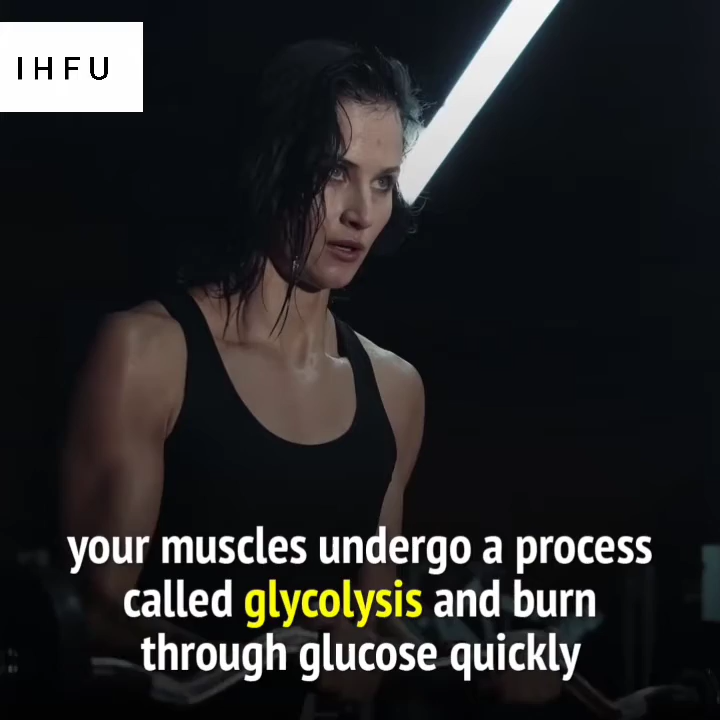 IHFU
your muscles undergo a process
called glycolysis and burn
through glucose quickly